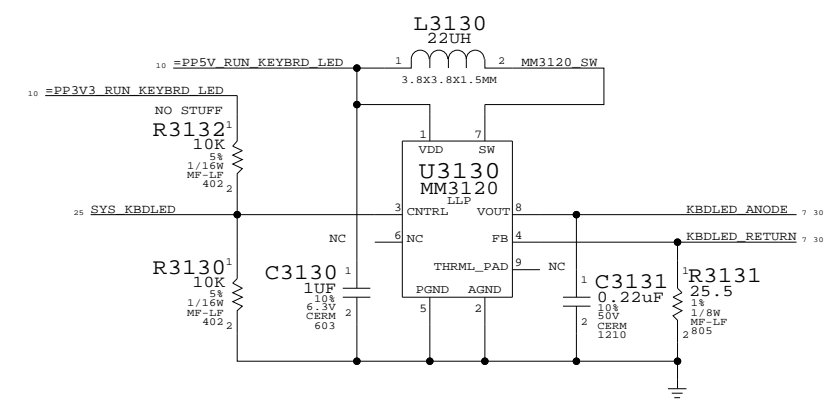 L3130
22UH
10 =PP5V_RUN_KEYBRD_LED
1
2
MM3120_SW
3.8X3.8X1.5MM
10 =PP3V3_RUN_KEYBRD_LED
NO STUFF
R3132
1
10K
5%
1/16W
MF-LF
402
2
1
7
VDD
SW
U3130
MM3120
LLP
25 SYS_KBDLED
3
CNTRL
VOUT
8
KBDLED_ANODE
7 30
NC
6
NC
FB
4
KBDLED_RETURN
7 30
THRML_PAD
9
NC
R3130
1
10K
5%
1/16W
MF-LF
402
2
C3130
1
1UF
10%
6.3V
CERM
603
2
PGND
AGND
5
2
C3131
1
0.22uF
10%
50V
CERM
1210
2
R3131
1
25.5
1%
1/8W
MF-LF
805
2